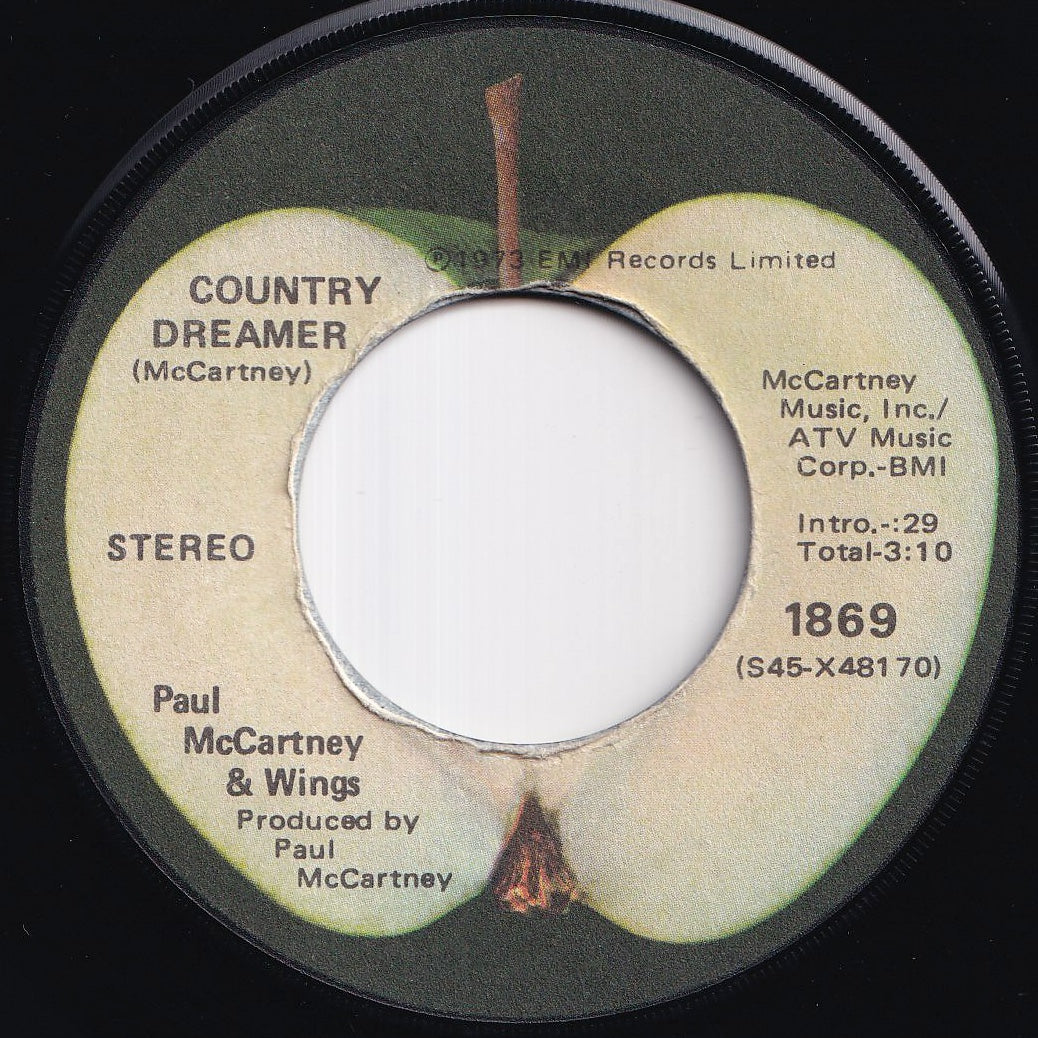 ℗1973 EMI Records Limited
COUNTRY
DREAMER
(McCartney)
STEREO
Paul
McCartney
& Wings
Produced by
Paul
McCartney
McCartney
Music, Inc./
ATV Music
Corp.-BMI
Intro.-:29
Total-3:10
1869
(S45-X48170)